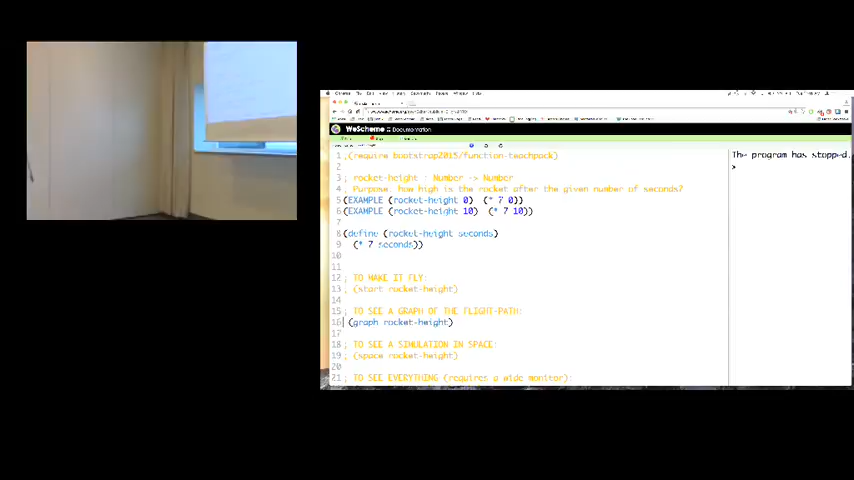 WeScheme :: Documentation
1 ;(require bootstrap2015/function-teachpack)
2
3 ; rocket-height : Number -> Number
4 ; Purpose: how high is the rocket after the given number of seconds?
5 (EXAMPLE (rocket-height 0) (* 7 0))
6 (EXAMPLE (rocket-height 10) (* 7 10))
7
8 (define (rocket-height seconds)
9 (* 7 seconds))
10
11
12 ; TO MAKE IT FLY:
13 ; (start rocket-height)
14
15 ; TO SEE A GRAPH OF THE FLIGHT-PATH:
16 (graph rocket-height)
17
18 ; TO SEE A SIMULATION IN SPACE:
19 ; (space rocket-height)
20
21 ; TO SEE EVERYTHING (requires a wide monitor):
The program has stopped.
>